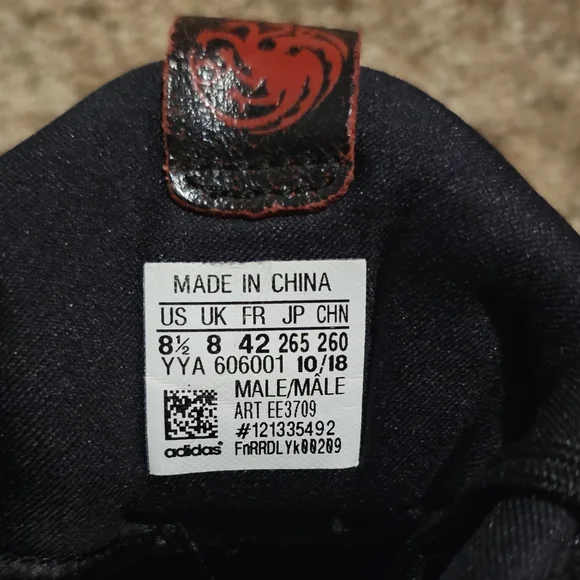 MADE IN CHINA
US UK FR JP CHN
8½ 8 42 265 260
YYA 606001 10/18
MALE/MÂLE
ART EE3709
#121335492
adidas® FnRRDLYk00209